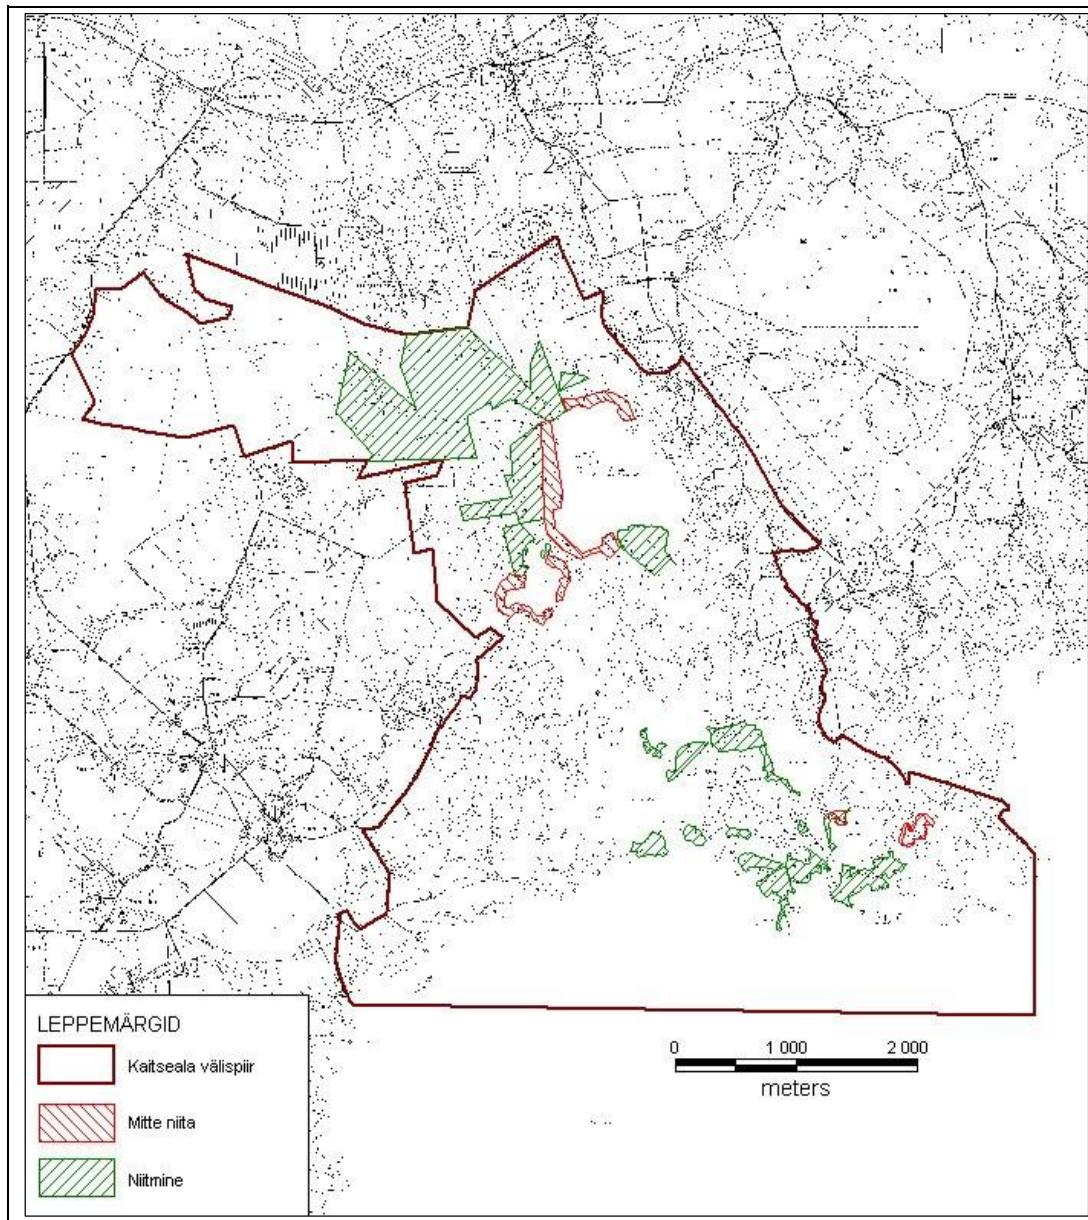 LEPPEMÄRGID
Kaitseala välispiir
Mitte niita
Niitmine
0 1 000 2 000
meters